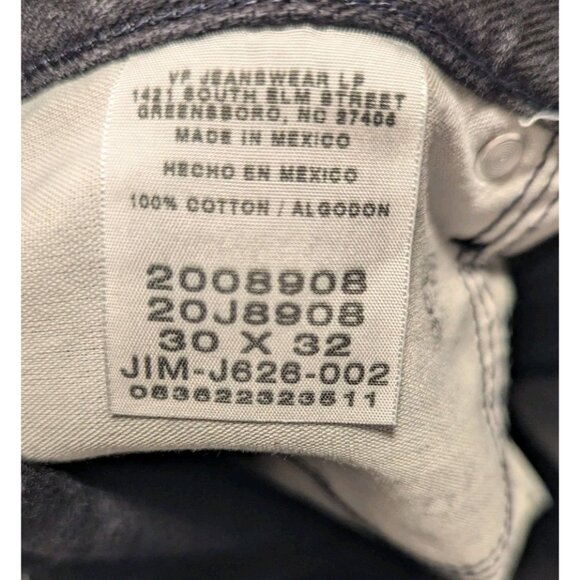 VF JEANSWEAR LP
1421 SOUTH ELM STREET
GREENSBORO, NC 27406
MADE IN MEXICO
HECHO EN MEXICO
100% COTTON / ALGODON
2008908
20J8908
30 X 32
JIM-J626-002
083622323511